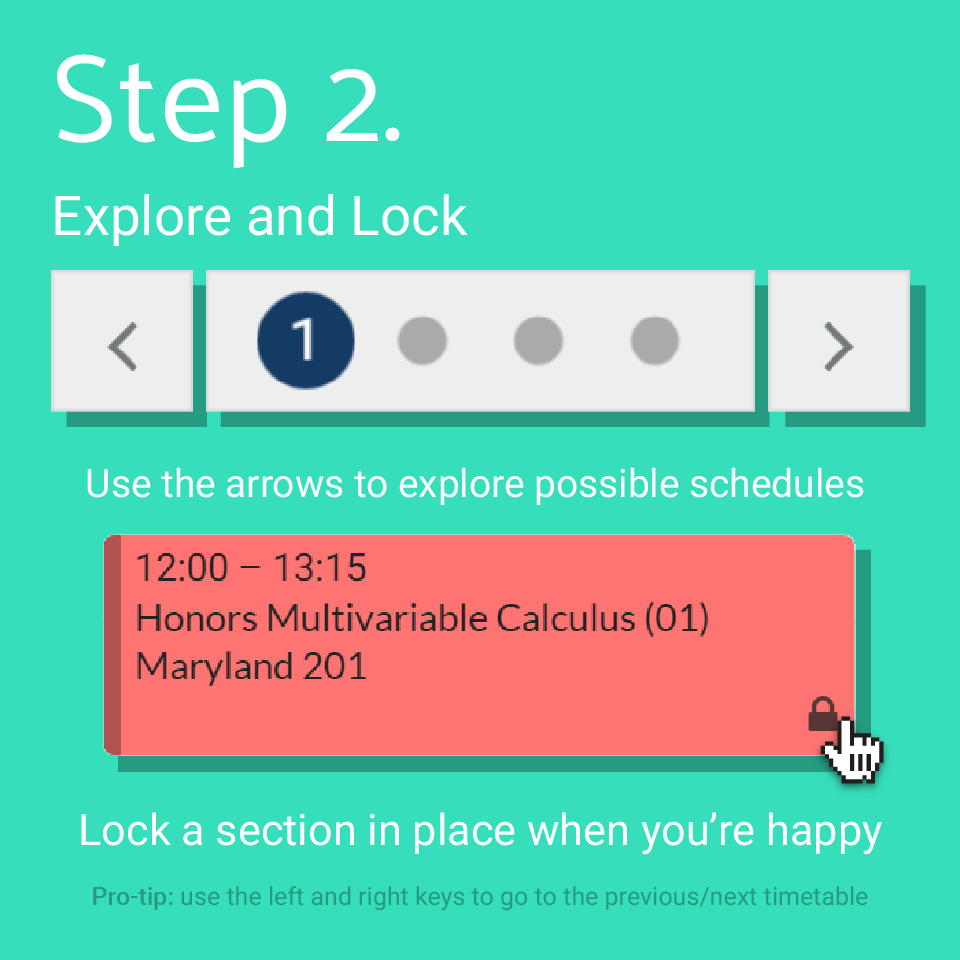 Step 2.
Explore and Lock
1
Use the arrows to explore possible schedules
12:00 – 13:15
Honors Multivariable Calculus (01)
Maryland 201
Lock a section in place when you’re happy
Pro-tip: use the left and right keys to go to the previous/next timetable